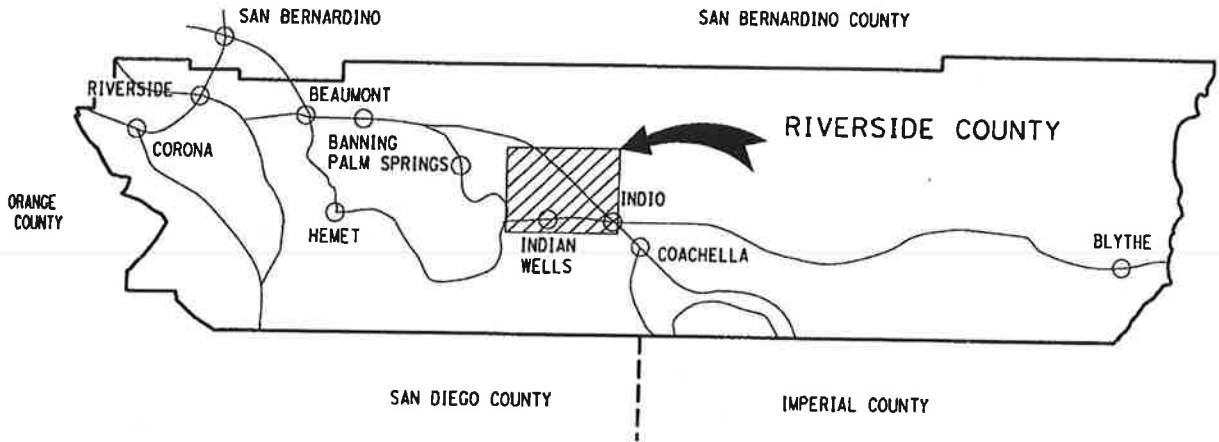 SAN BERNARDINO
SAN BERNARDINO COUNTY
RIVERSIDE
BEAUMONT
RIVERSIDE COUNTY
CORONA
BANNING
PALM SPRINGS
ORANGE
COUNTY
HEMET
INDIO
INDIAN
WELLS
COACHELLA
BLYTHE
SAN DIEGO COUNTY
IMPERIAL COUNTY